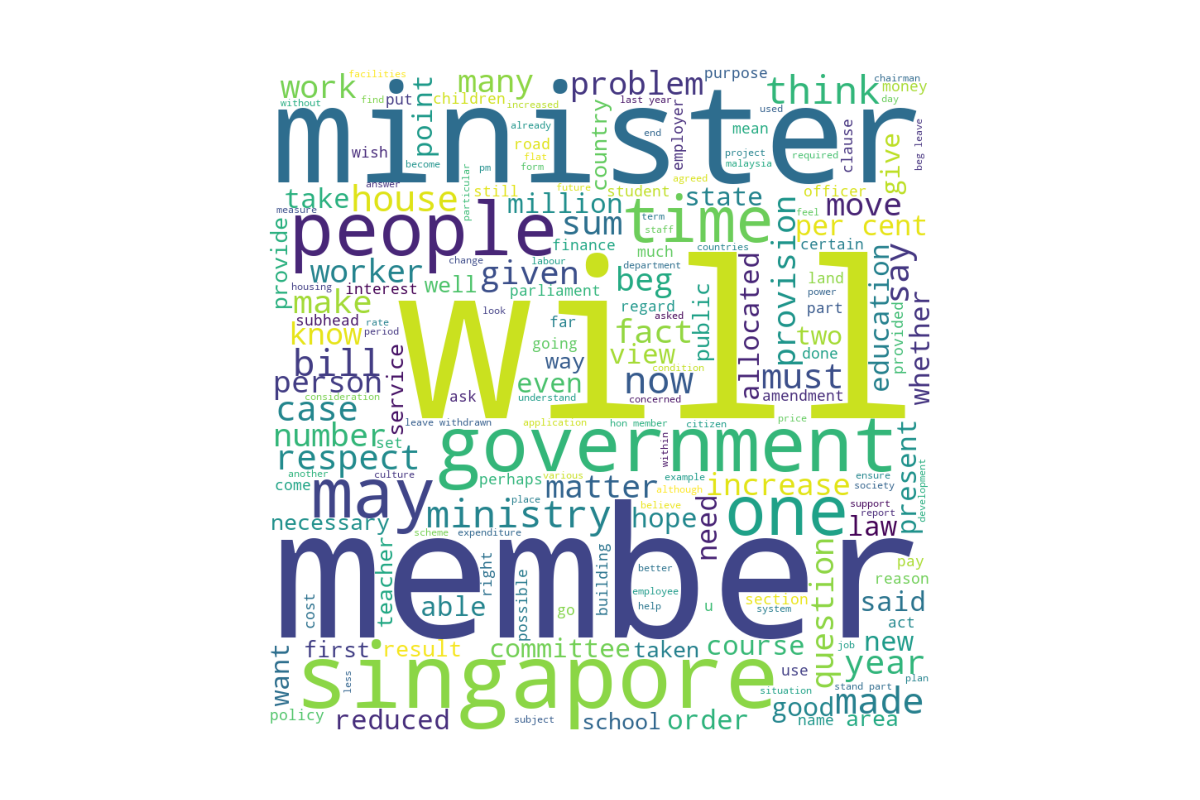 facilities
work
many
problem
purpose
think
chairman
without
find
put
point
children
increased
last year
used
money
day
minister
already
country
employer
mean
clause
give
beg leave
wish
road
end
flat
form
project
required
become
pm
malaysia
answer
particular
still
future
student
agreed
officer
take
house
million
state
feel
move
measure
people
sum
time
term
staff
provision
per cent
provide
finance
much
countries
certain
say
worker
change
labour
given
department
beg
allocated
education
land
housing
interest
well
parliament
regard
public
power
make
look
part
whether
subhead
rate
period
far
fact
asked
two
provided
know
going
will
bill
way
view
done
condition
person
service
even
now
must
ask
understand
concerned
amendment
consideration
case
leave withdrawn
application
hon member
citizen
price
number
set
government
within
present
respect
another
culture
perhaps
various
example
ensure
come
may
matter
although
increase
society
development
place
believe
support
report
necessary
ministry
hope
need
one
law
scheme
expenditure
member
teacher
right
possible
building
better
question
pay
reason
cost
able
go
employee
help
u
section
system
said
act
want
first
result
committee
taken
course
job
new
less
singapore
use
year
plan
situation
stand part
policy
reduced
subject
school
order
good
name
area
made